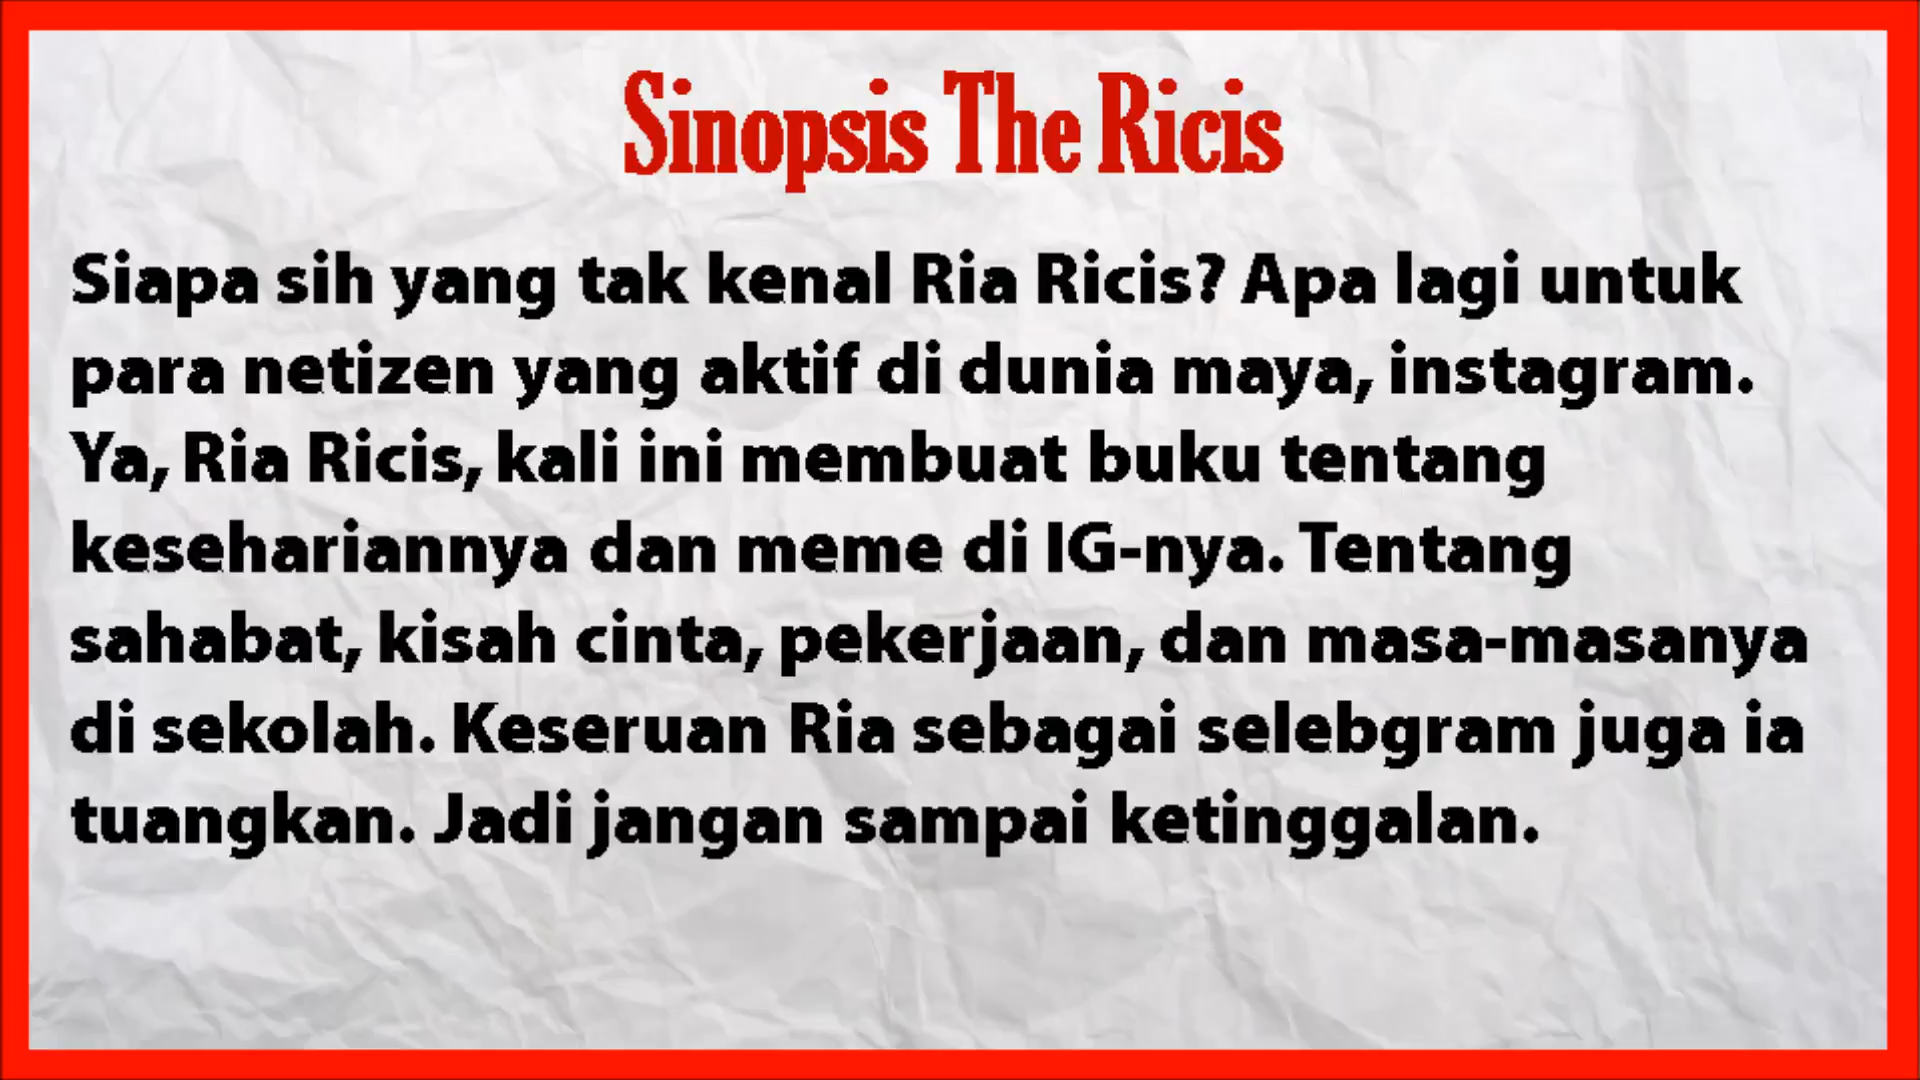 Sinopsis The Ricis
Siapa sih yang tak kenal Ria Ricis? Apa lagi untuk
para netizen yang aktif di dunia maya, instagram.
Ya, Ria Ricis, kali ini membuat buku tentang
kesehariannya dan meme di IG-nya. Tentang
sahabat, kisah cinta, pekerjaan, dan masa-masanya
di sekolah. Keseruan Ria sebagai selebgram juga ia
tuangkan. Jadi jangan sampai ketinggalan.